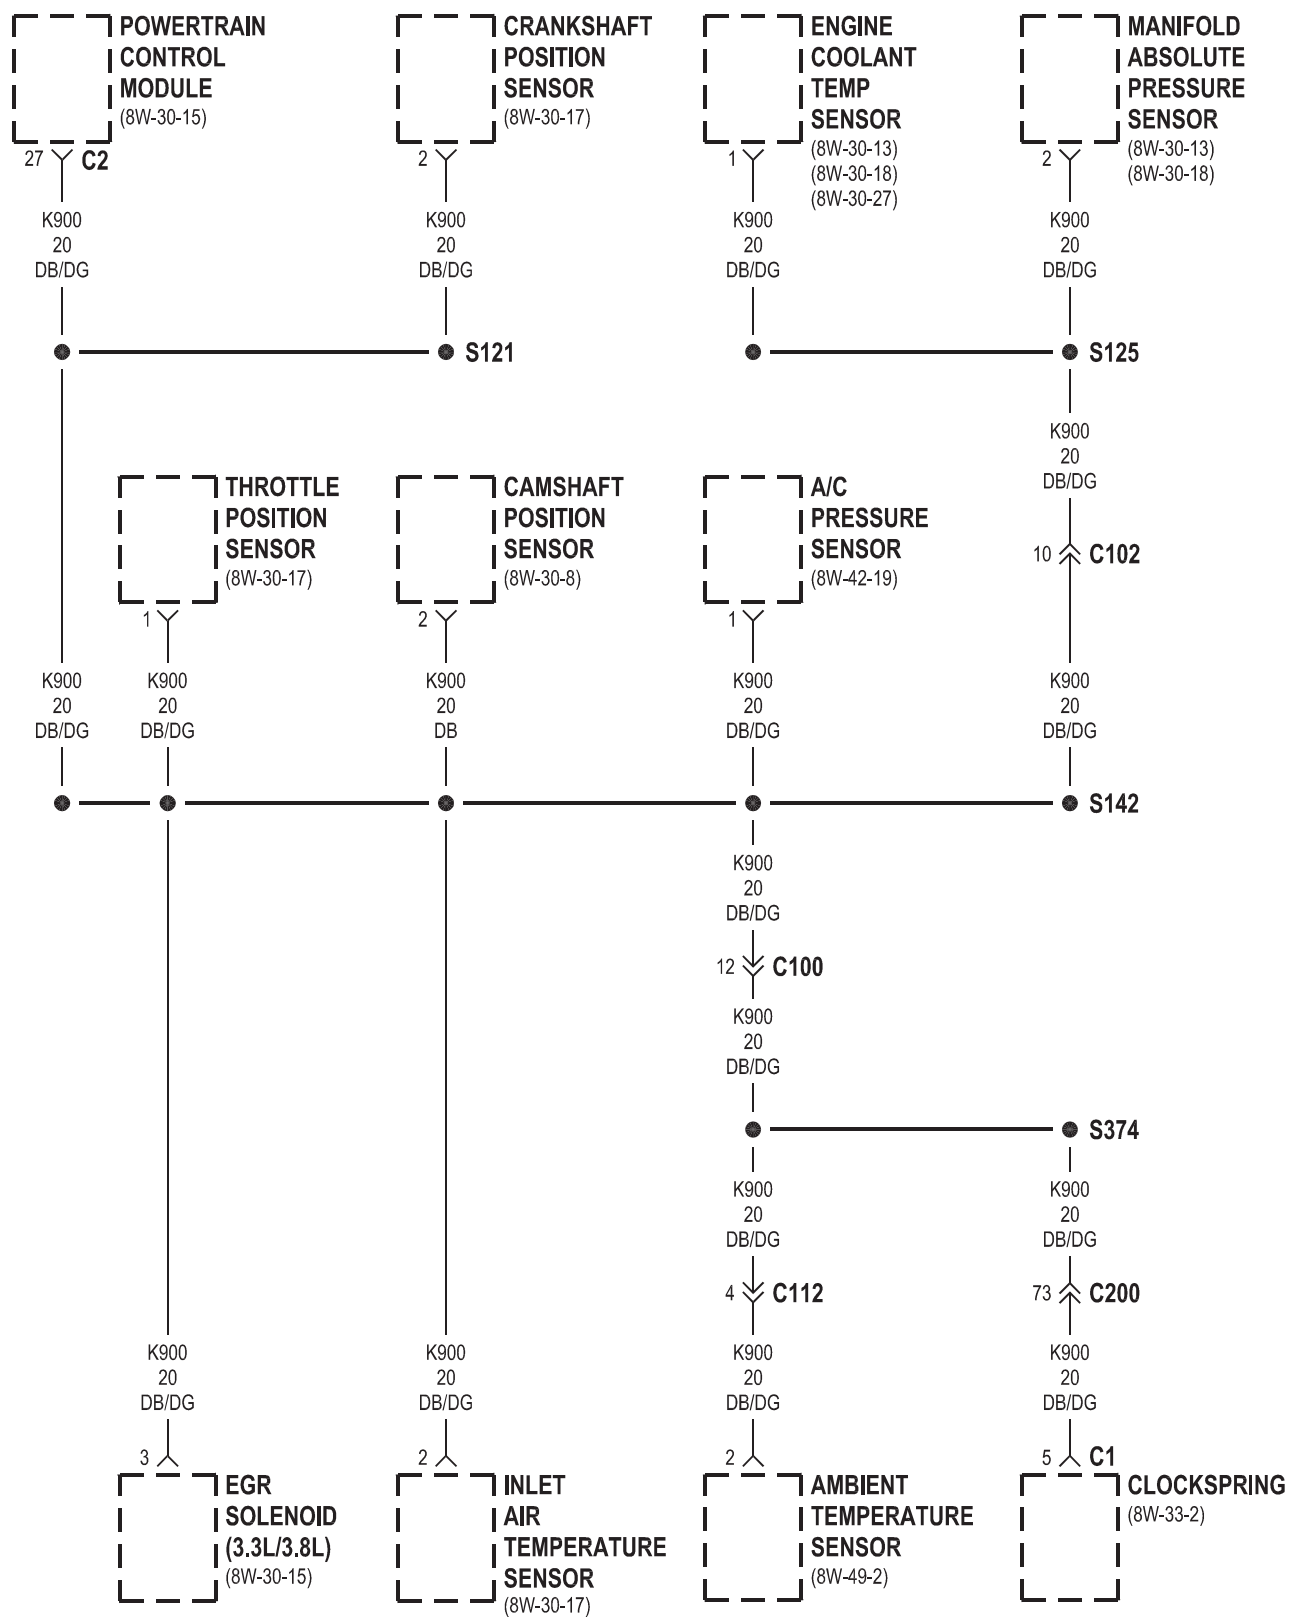 POWERTRAIN
CONTROL
MODULE
(8W-30-15)
27
C2
CRANKSHAFT
POSITION
SENSOR
(8W-30-17)
2
ENGINE
COOLANT
TEMP
SENSOR
(8W-30-13)
(8W-30-18)
(8W-30-27)
1
MANIFOLD
ABSOLUTE
PRESSURE
SENSOR
(8W-30-13)
(8W-30-18)
2
K900
20
DB/DG
K900
20
DB/DG
K900
20
DB/DG
K900
20
DB/DG
S121
S125
K900
20
DB/DG
10
C102
THROTTLE
POSITION
SENSOR
(8W-30-17)
1
CAMSHAFT
POSITION
SENSOR
(8W-30-8)
2
A/C
PRESSURE
SENSOR
(8W-42-19)
1
K900
20
DB/DG
K900
20
DB/DG
K900
20
DB
K900
20
DB/DG
K900
20
DB/DG
S142
K900
20
DB/DG
12
C100
K900
20
DB/DG
S374
K900
20
DB/DG
K900
20
DB/DG
4
C112
73
C200
K900
20
DB/DG
K900
20
DB/DG
K900
20
DB/DG
K900
20
DB/DG
3
EGR
SOLENOID
(3.3L/3.8L)
(8W-30-15)
2
INLET
AIR
TEMPERATURE
SENSOR
(8W-30-17)
2
AMBIENT
TEMPERATURE
SENSOR
(8W-49-2)
5
C1
CLOCKSPRING
(8W-33-2)